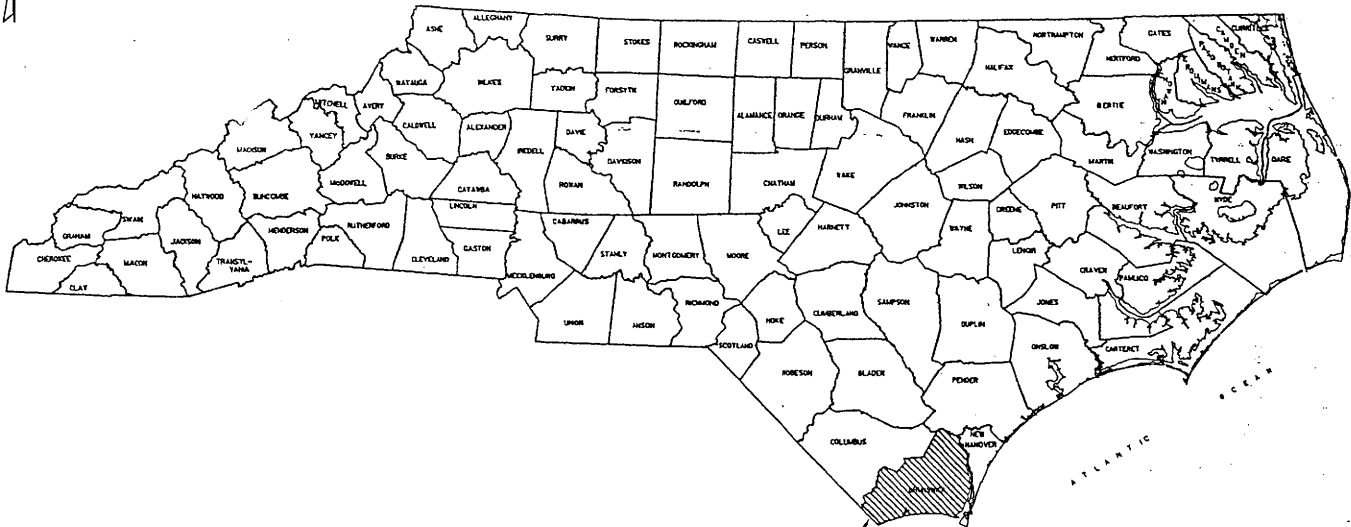 ASHE
ALLEGHANY
SURRY
STOKES
ROCKINGHAM
CASWELL
PERSON
GRANVILLE
VANCE
WARREN
NORTHAMPTON
GATES
CURRITUCK
CAMDEN
HERTFORD
HALIFAX
WATAUGA
WILKES
YADKIN
FORSYTH
GUILFORD
ALAMANCE
ORANGE
DURHAM
FRANKLIN
NASH
EDGECOMBE
BERTIE
MITCHELL
AVERY
YANCEY
CALDWELL
ALEXANDER
IREDELL
DAVIE
DAVIDSON
MADISON
BURKE
MARTIN
WASHINGTON
TYRRELL
DARE
HAYWOOD
BUNCOMBE
McDOWELL
CATAWBA
ROWAN
RANDOLPH
CHATHAM
WAKE
WILSON
SWAIN
LINCOLN
JOHNSTON
GREENE
PITT
BEAUFORT
HYDE
GRAHAM
JACKSON
HENDERSON
POLK
RUTHERFORD
CABARRUS
LEE
HARNETT
WAYNE
CHEROKEE
MACON
TRANSYL-
VANIA
CLEVELAND
GASTON
STANLY
MONTGOMERY
MOORE
LENOIR
CRAVEN
PAMLICO
CLAY
MECKLENBURG
RICHMOND
HOKE
CUMBERLAND
SAMPSON
DUPLIN
JONES
UNION
ANSON
SCOTLAND
ONSLOW
CARTERET
ROBESON
BLADEN
PENDER
COLUMBUS
NEW
HANOVER
ATLANTIC
OCEAN